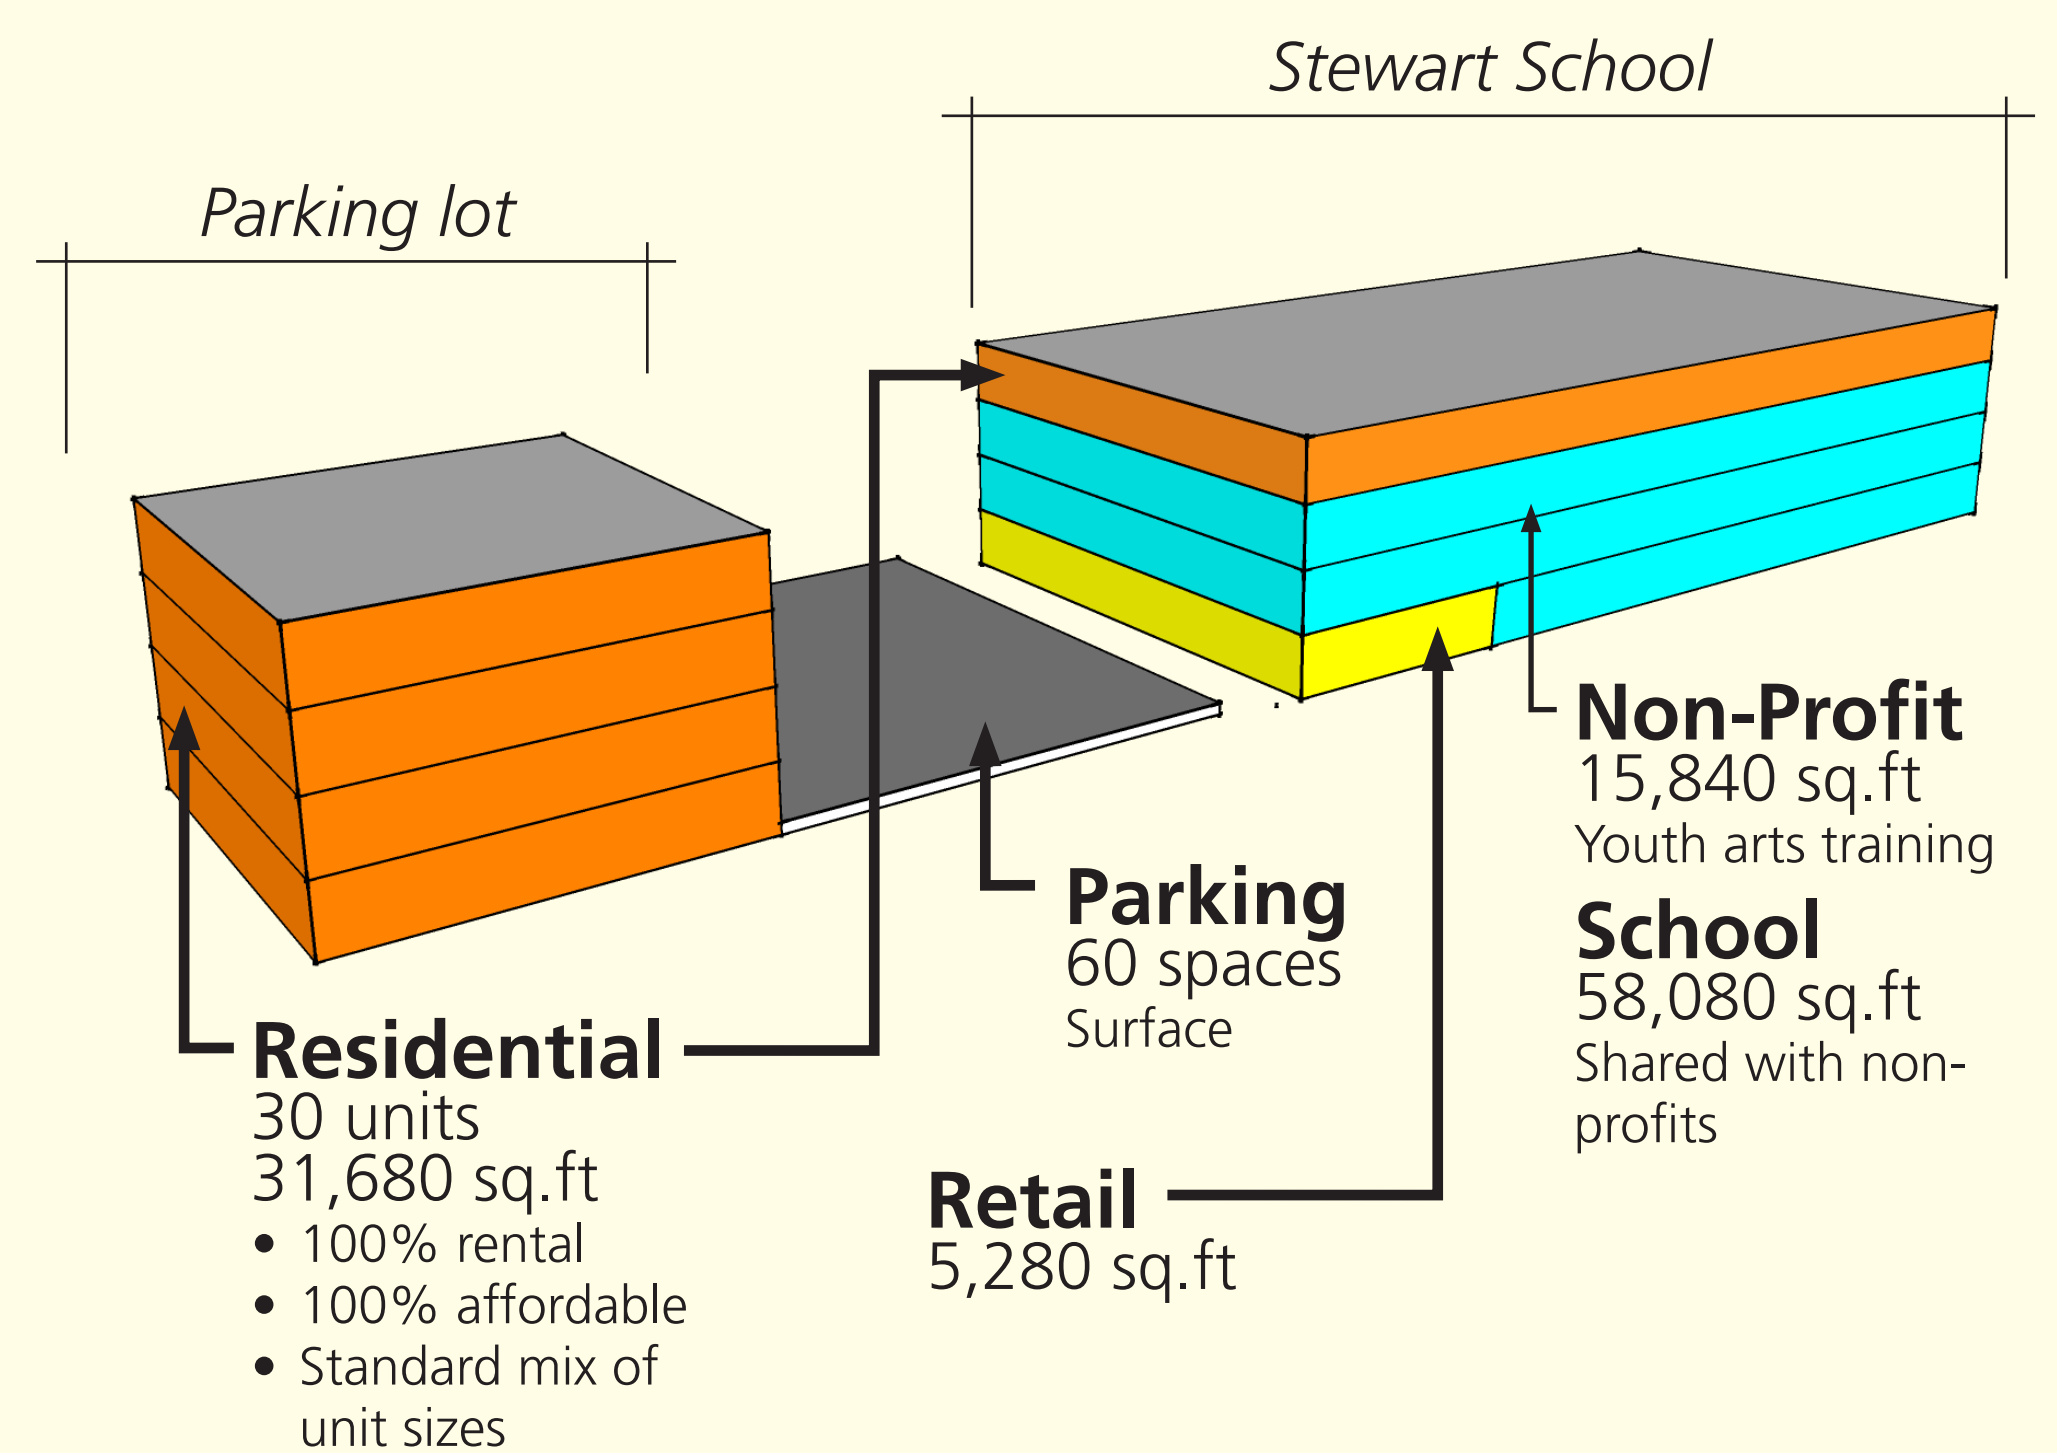 Stewart School
Parking lot
Non-Profit
15,840 sq.ft
Youth arts training
School
58,080 sq.ft
Shared with non-
profits
Parking
60 spaces
Surface
Residential
30 units
31,680 sq.ft
• 100% rental
• 100% affordable
• Standard mix of
unit sizes
Retail
5,280 sq.ft